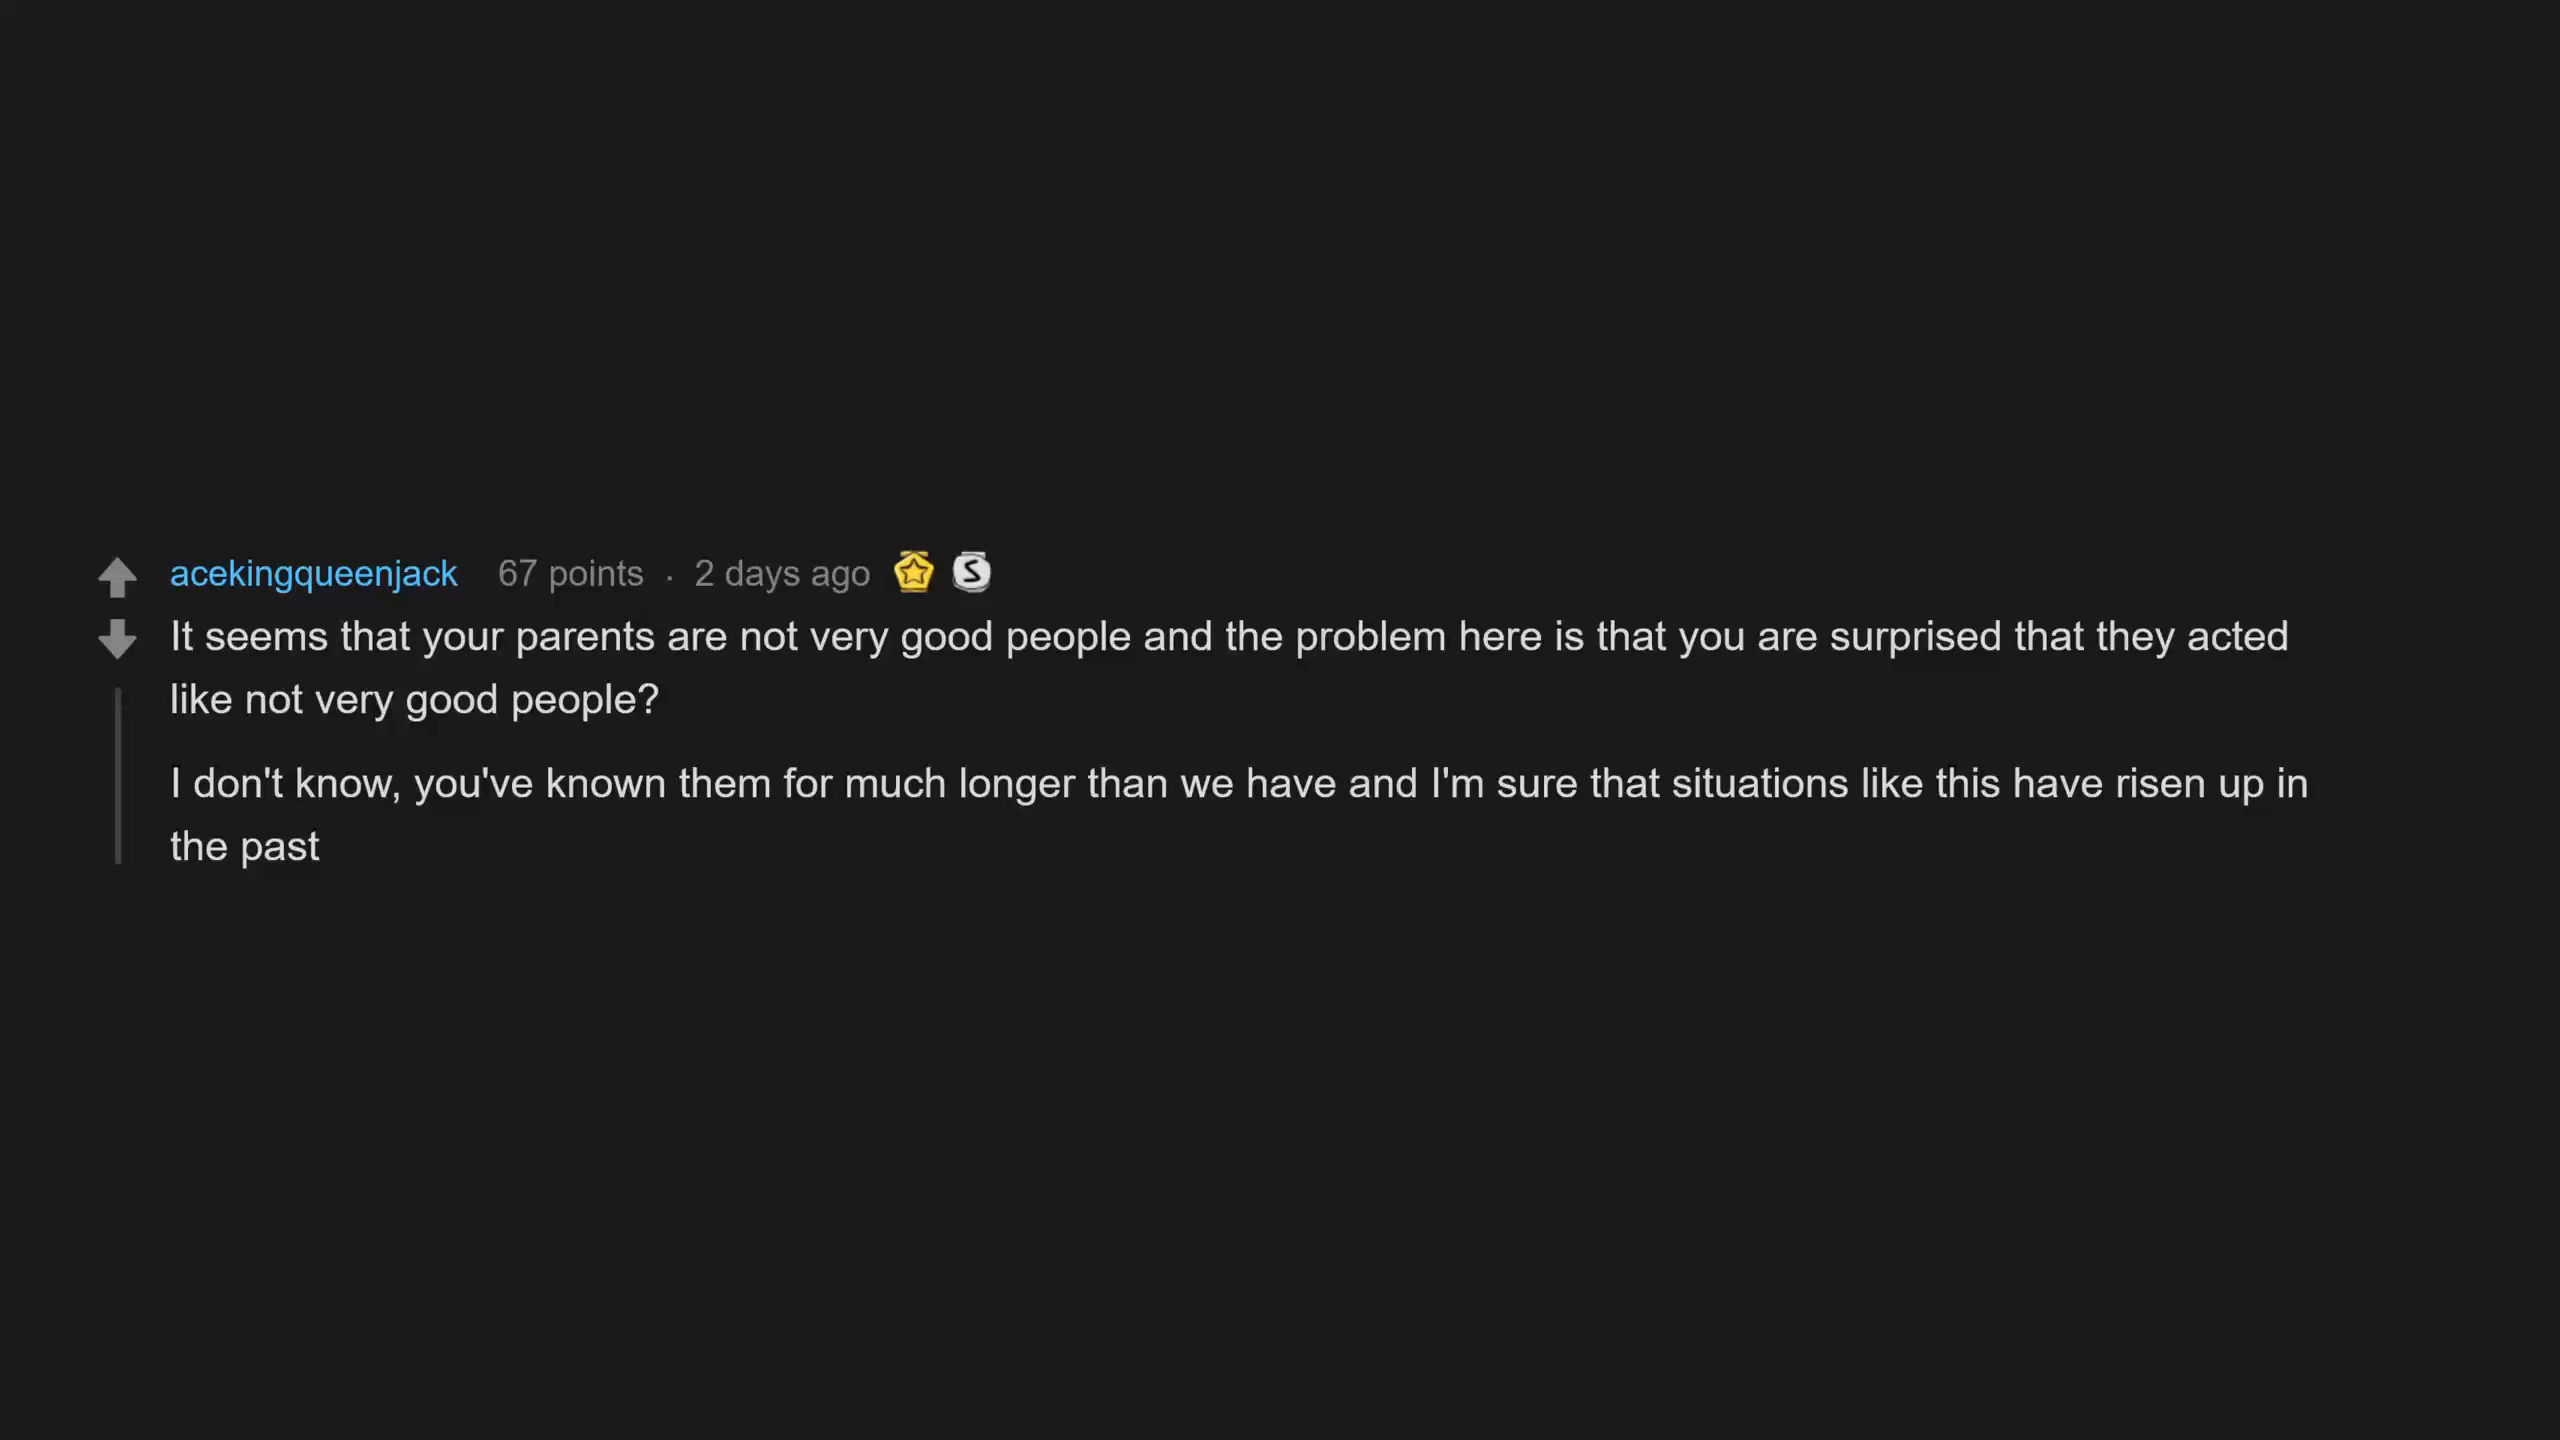 acekingqueenjack 67 points · 2 days ago
It seems that your parents are not very good people and the problem here is that you are surprised that they acted
like not very good people?
I don't know, you've known them for much longer than we have and I'm sure that situations like this have risen up in
the past